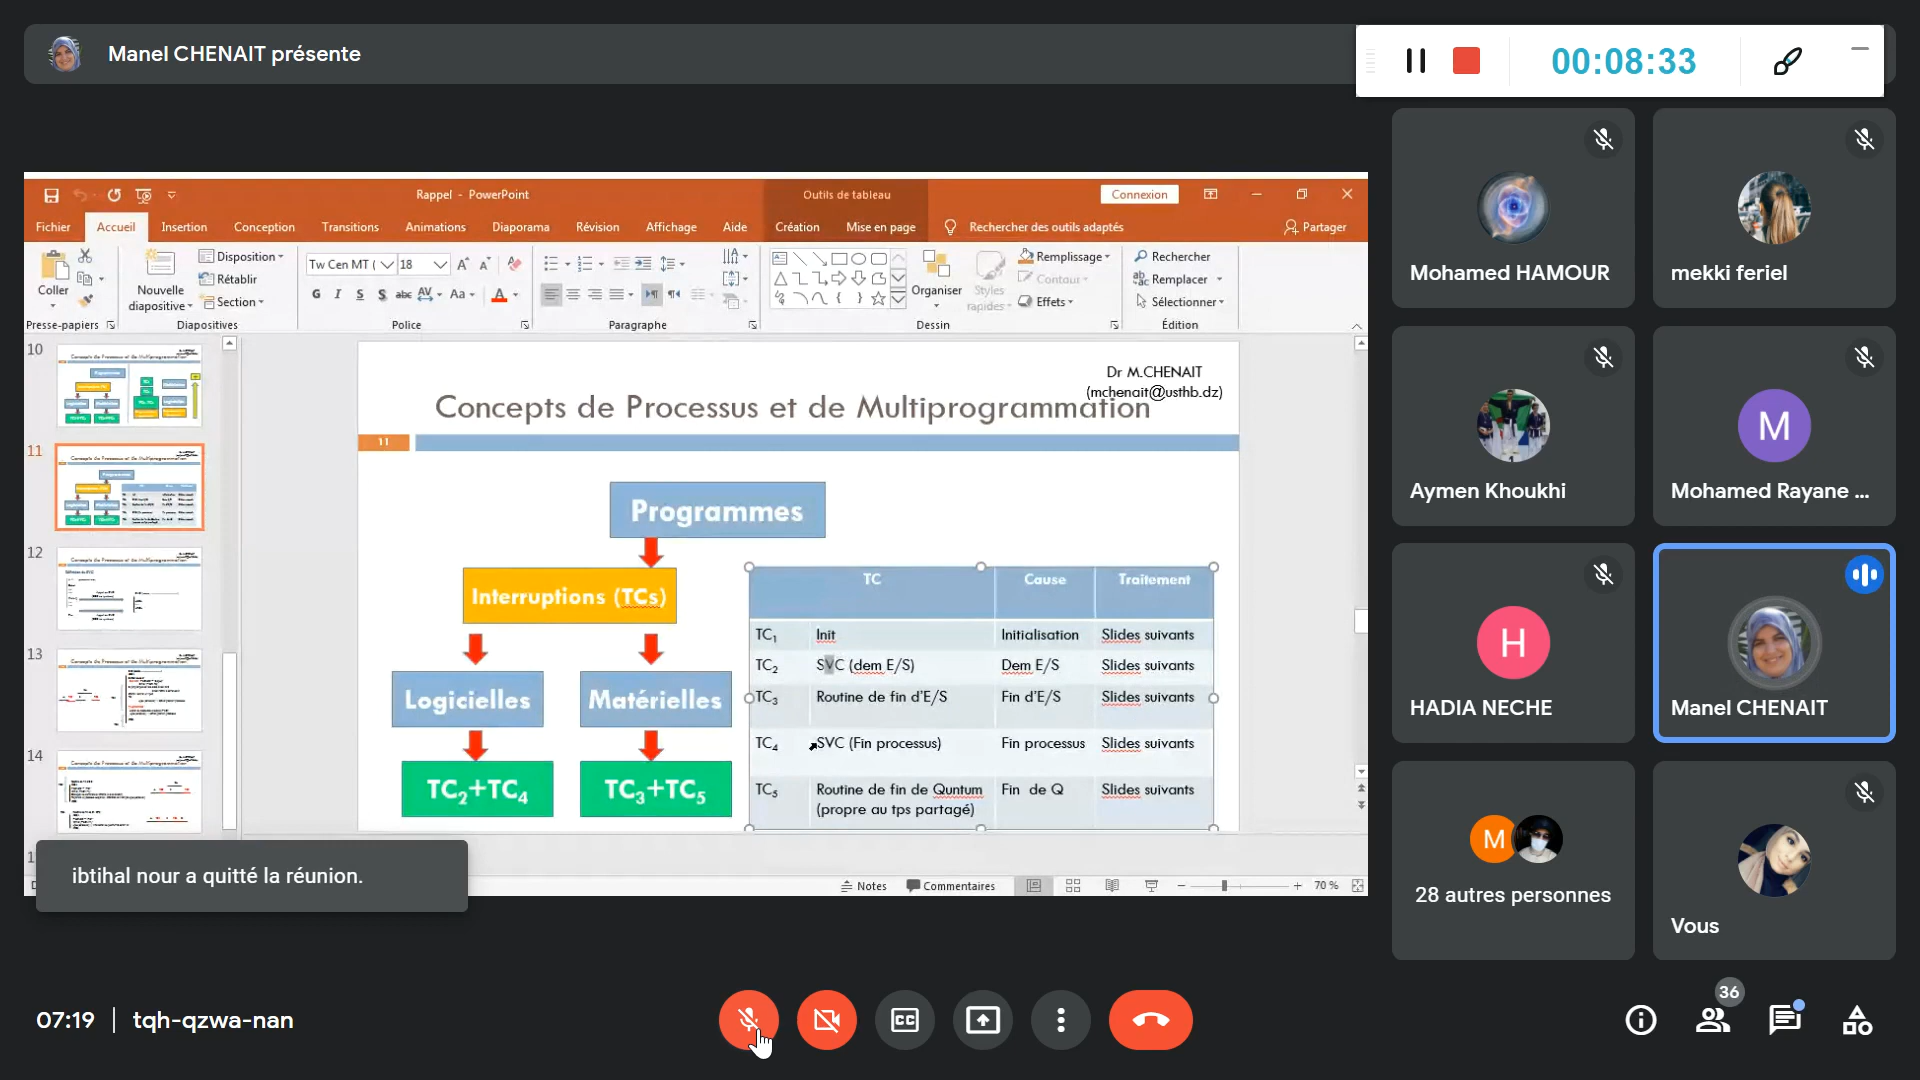 Manel CHENAIT présente
00:08:33
Rappel - PowerPoint
Outils de tableau
Connexion
Fichier Accueil Insertion Conception Transitions Animations Diaporama Révision Affichage Aide Création Mise en page Rechercher des outils adaptés Partager
Coller
Presse-papiers
Nouvelle diapositive
Disposition
Rétablir
Section
Diapositives
Tw Cen MT ( 18
G I S S abc AV Aa A
Police
Paragraphe
Organiser
Styles rapides
Remplissage
Contour
Effets
Dessin
Rechercher
Remplacer
Sélectionner
Édition
10
11
12
13
14
Dr M.CHENAIT
(mchenait@usthb.dz)
Concepts de Processus et de Multiprogrammation
11
Programmes
Interruptions (TCs)
Logicielles
Matérielles
TC2+TC4
TC3+TC5
TC Cause Traitement
TC1 Init Initialisation Slides suivants
TC2 SVC (dem E/S) Dem E/S Slides suivants
TC3 Routine de fin d'E/S Fin d'E/S Slides suivants
TC4 SVC (Fin processus) Fin processus Slides suivants
TC5 Routine de fin de Quntum Fin de Q Slides suivants
(propre au tps partagé)
Notes
Commentaires
70 %
ibtihal nour a quitté la réunion.
Mohamed HAMOUR
mekki feriel
Aymen Khoukhi
M
Mohamed Rayane ...
H
HADIA NECHE
Manel CHENAIT
M
28 autres personnes
Vous
07:19 | tqh-qzwa-nan
CC
36